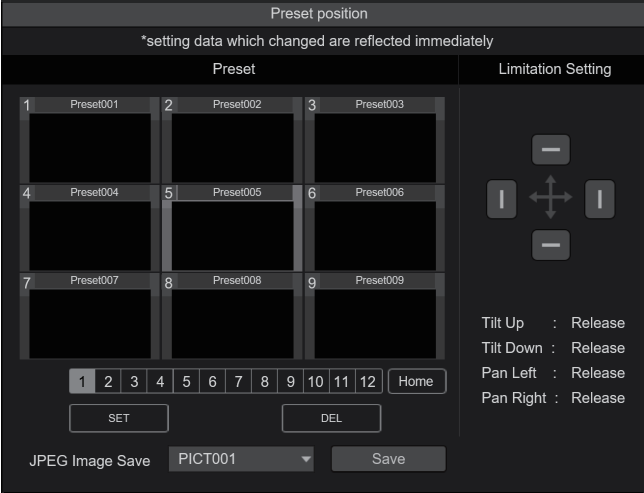 Preset position
*setting data which changed are reflected immediately
Preset
Limitation Setting
1 Preset001 2 Preset002 3 Preset003
4 Preset004 5 Preset005 6 Preset006
7 Preset007 8 Preset008 9 Preset009
Tilt Up : Release
Tilt Down : Release
Pan Left : Release
Pan Right : Release
1 2 3 4 5 6 7 8 9 10 11 12 Home
SET DEL
JPEG Image Save PICT001 Save